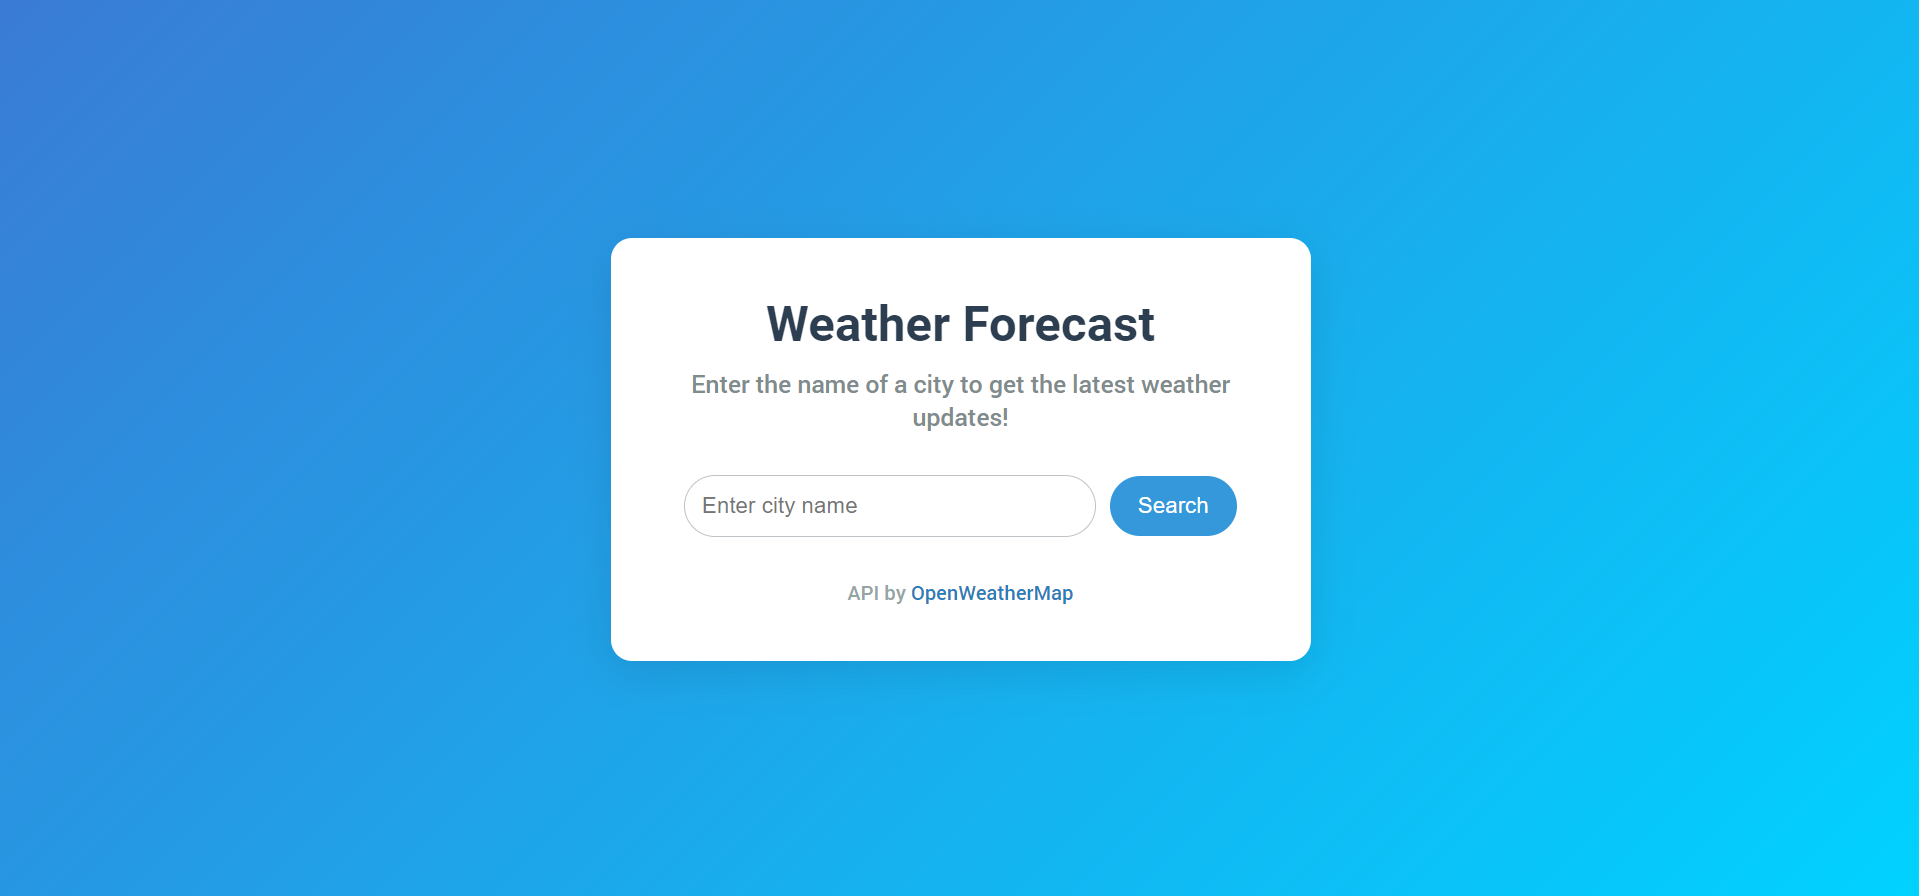 Weather Forecast
Enter the name of a city to get the latest weather
updates!
Enter city name
Search
API by OpenWeatherMap